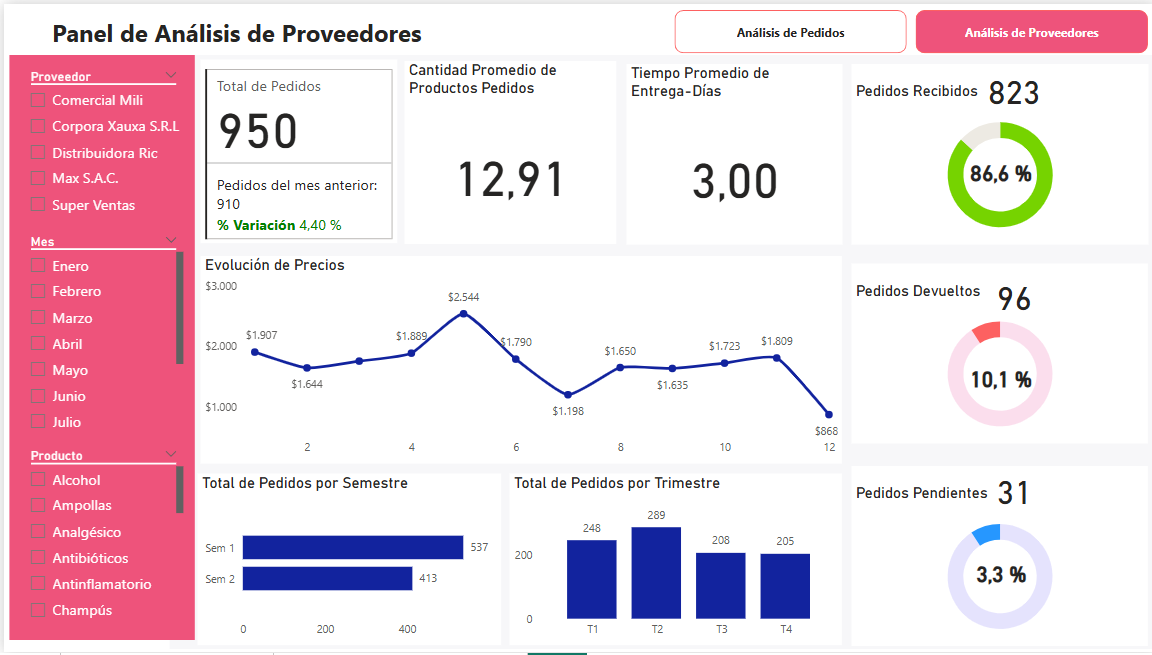 Panel de Análisis de Proveedores
Análisis de Pedidos
Análisis de Proveedores
Proveedor
Comercial Mili
Corpora Xauxa S.R.L
Distribuidora Ric
Max S.A.C.
Super Ventas
Mes
Enero
Febrero
Marzo
Abril
Mayo
Junio
Julio
Producto
Alcohol
Ampollas
Analgésico
Antibióticos
Antinflamatorio
Champús
Total de Pedidos
950
Pedidos del mes anterior:
910
% Variación 4,40 %
Cantidad Promedio de
Productos Pedidos
12,91
Tiempo Promedio de
Entrega-Días
3,00
Pedidos Recibidos 823
86,6 %
Evolución de Precios
$3.000
$2.000
$1.000
$1.907
$1.644
$1.889
$2.544
$1.790
$1.198
$1.650
$1.635
$1.723
$1.809
$868
2 4 6 8 10 12
Pedidos Devueltos 96
10,1 %
Total de Pedidos por Semestre
Sem 1 537
Sem 2 413
0 200 400
Total de Pedidos por Trimestre
200
0
248 289 208 205
T1 T2 T3 T4
Pedidos Pendientes 31
3,3 %